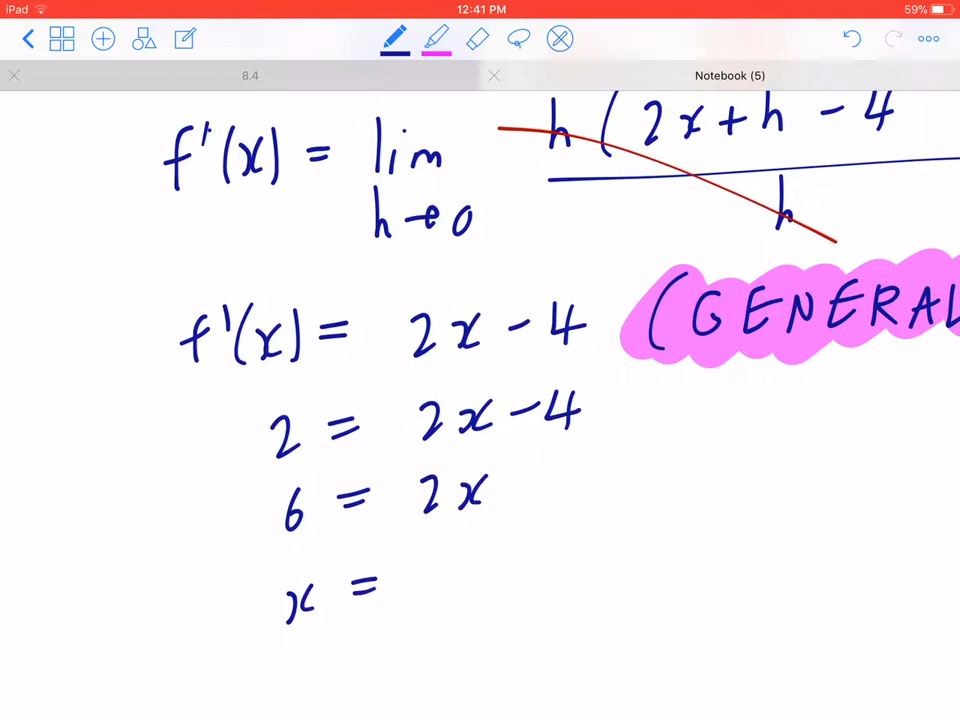 iPad 12:41 PM 59%
8.4 Notebook (5)
f'(x) = lim h→0 h(2x+h-4 / h
f'(x) = 2x-4 (GENERAL
2 = 2x-4
6 = 2x
x =